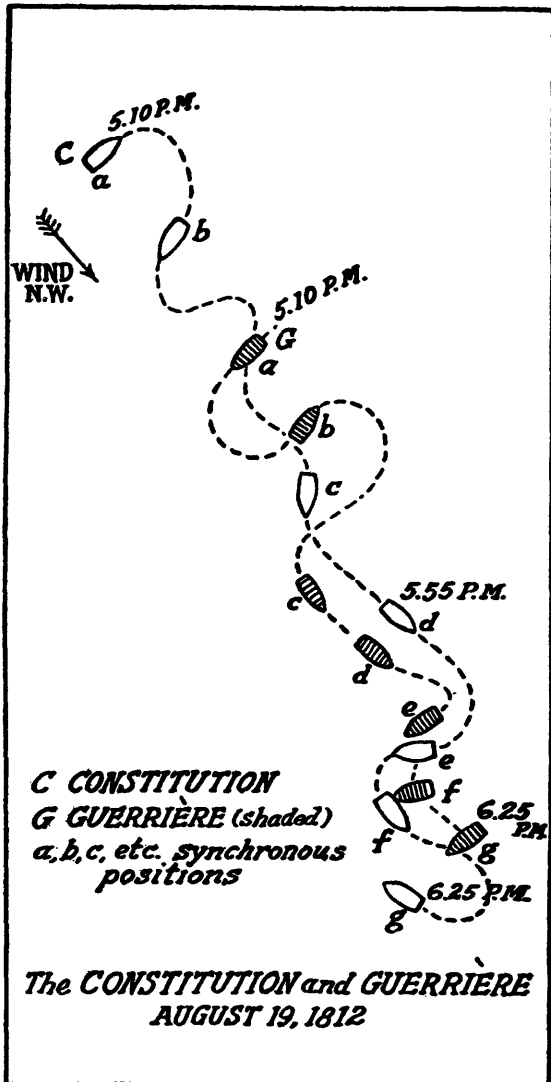 5.10 P.M.
C
a
b
WIND
N.W.
5.10 P.M.
G
a
b
c
c
5.55 P.M.
d
d
e
e
f
f
6.25
P.M.
g
6.25 P.M.
g
C CONSTITUTION
G GUERRIÈRE (shaded)
a,b,c, etc. synchronous
positions
The CONSTITUTION and GUERRIÈRE
AUGUST 19, 1812